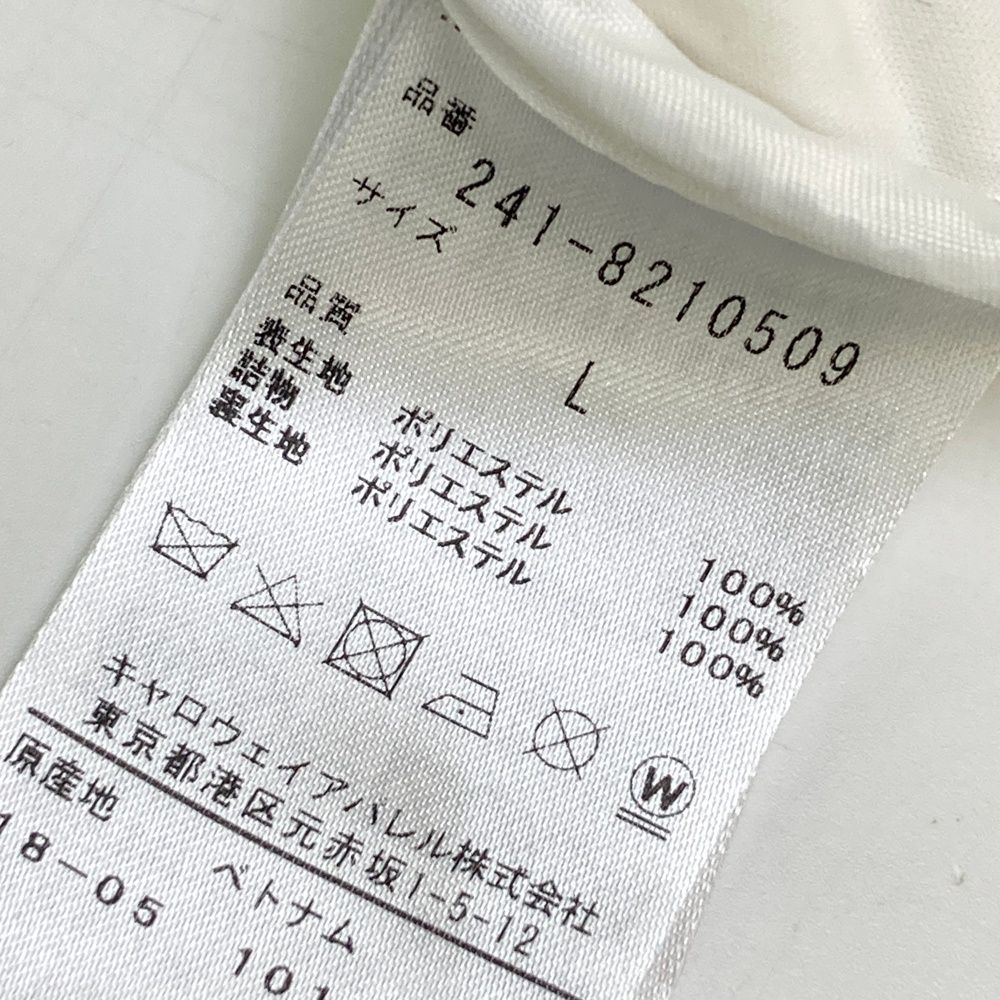 品番
241-8210509
サイズ
L
品質
表生地 ポリエステル 100%
詰物 ポリエステル 100%
裏生地 ポリエステル 100%
W
キャロウェイアパレル株式会社
東京都港区元赤坂1-5-12
原産地
ベトナム
18-05 101